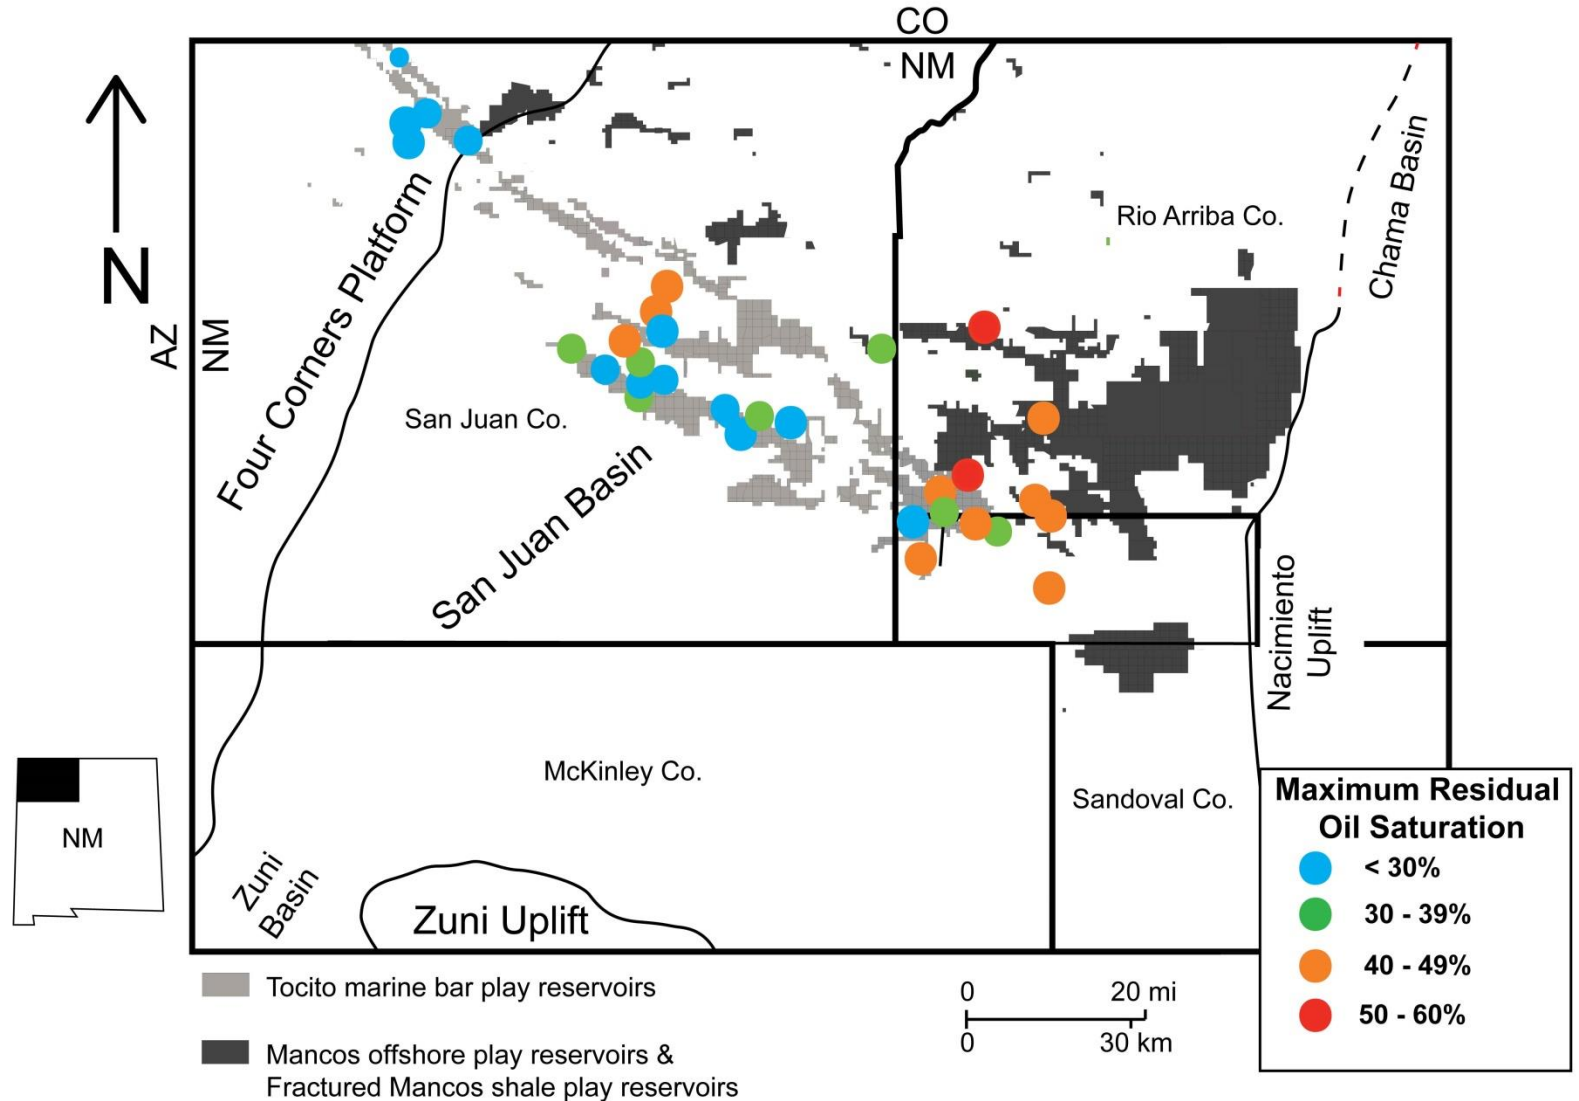 CO
NM
N
AZ
NM
Four Corners Platform
San Juan Co.
San Juan Basin
Rio Arriba Co.
Chama Basin
Nacimiento
Uplift
McKinley Co.
Sandoval Co.
Zuni
Basin
Zuni Uplift
NM
Maximum Residual
Oil Saturation
< 30%
30 - 39%
40 - 49%
50 - 60%
Tocito marine bar play reservoirs
Mancos offshore play reservoirs &
Fractured Mancos shale play reservoirs
0 20 mi
0 30 km